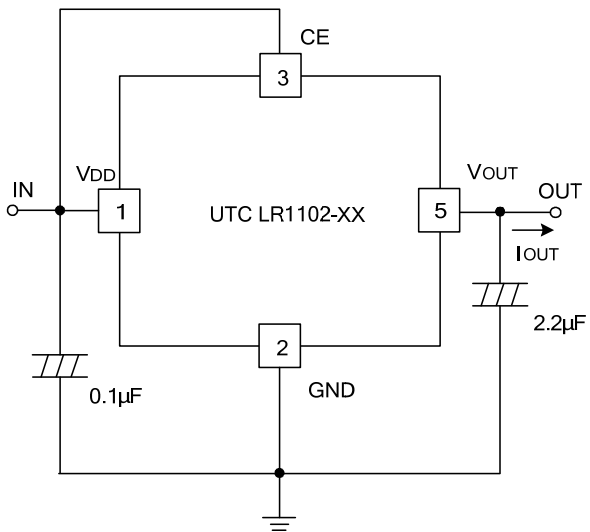 CE
3
VDD
VOUT
IN
1
UTC LR1102-XX
5
OUT
IOUT
2.2µF
2
GND
0.1µF